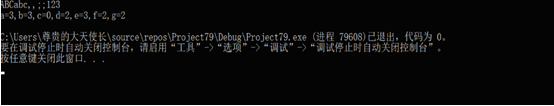 ABCabc,,;;123
a=3,b=3,c=0,d=2,e=3,f=2,g=2
C:\Users\尊贵的大天使长\source\repos\Project79\Debug\Project79.exe (进程 79608)已退出，代码为 0。
要在调试停止时自动关闭控制台，请启用“工具”->“选项”->“调试”->“调试停止时自动关闭控制台”。
按任意键关闭此窗口. . .